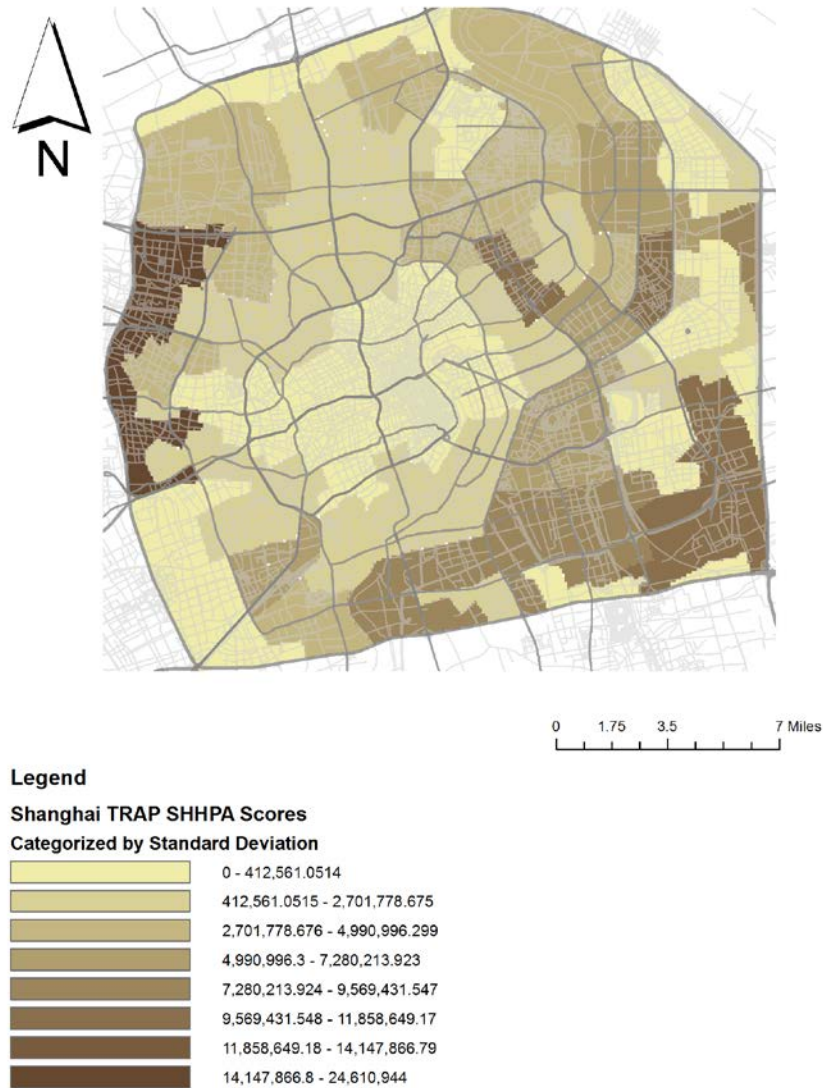 N
0 1.75 3.5 7 Miles
Legend
Shanghai TRAP SHHPA Scores
Categorized by Standard Deviation
0 - 412,561.0514
412,561.0515 - 2,701,778.675
2,701,778.676 - 4,990,996.299
4,990,996.3 - 7,280,213.923
7,280,213.924 - 9,569,431.547
9,569,431.548 - 11,858,649.17
11,858,649.18 - 14,147,866.79
14,147,866.8 - 24,610,944